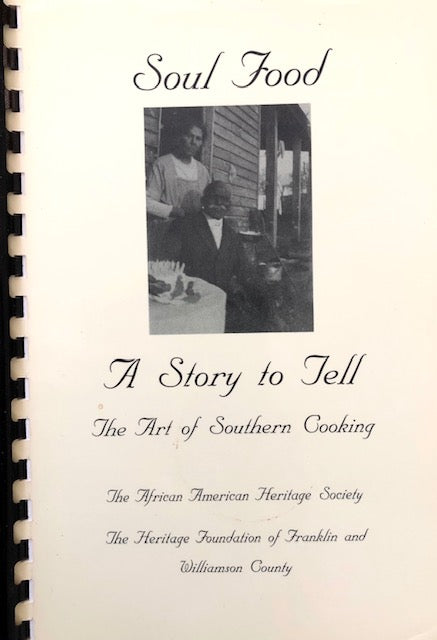 Soul Food
A Story to Tell
The Art of Southern Cooking
The African American Heritage Society
The Heritage Foundation of Franklin and
Williamson County